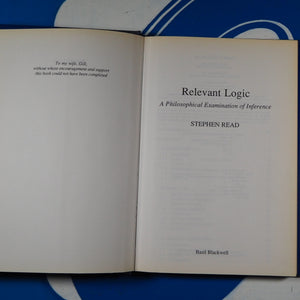 To my wife, Gill,
without whose encouragement and support
this book could not have been completed
Relevant Logic
A Philosophical Examination of Inference
STEPHEN READ
Basil Blackwell